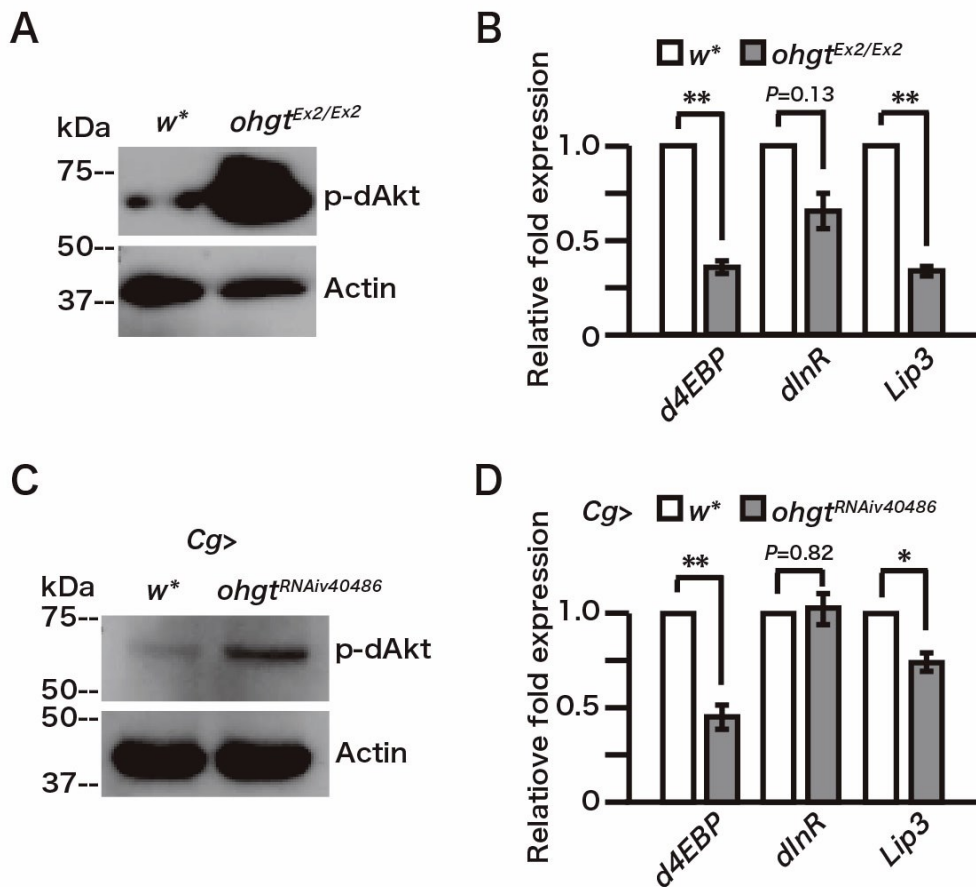 A
kDa
w* ohgtEx2/Ex2
75--
p-dAkt
50--
Actin
37--
B
w* ohgtEx2/Ex2
** P=0.13 **
Relative fold expression
1.0
0.5
0
d4EBP dInR Lip3
C
Cg>
kDa
w* ohgtRNAiv40486
75--
p-dAkt
50--
50--
Actin
37--
D
Cg> w* ohgtRNAiv40486
** P=0.82 *
Relatiove fold expression
1.0
0.5
0
d4EBP dInR Lip3